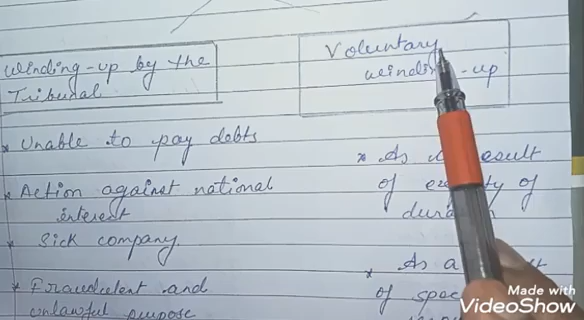 Winding-up by the
Tribunal
* Unable to pay debts
* Action against national
interest
* Sick company
* Fraudulent and
unlawful purpose
Voluntary
winding-up
* As a result
of of
* As a
of
Made with
VideoShow